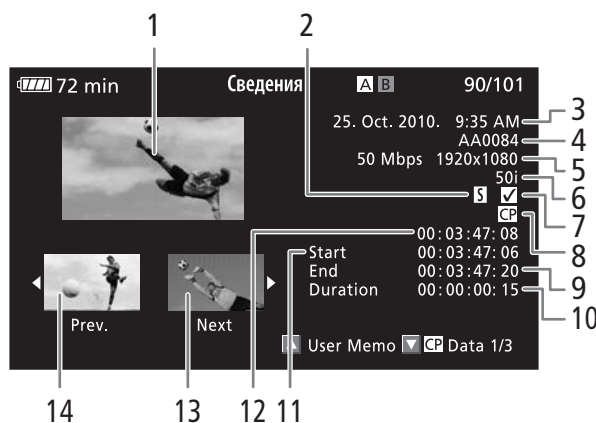 1 2
72 min Сведения A B 90/101
25. Oct. 2010. 9:35 AM 3
AA0084 4
50 Mbps 1920x1080 5
50i 6
S 7
CP 8
00:03:47:08
Start 00:03:47:06
End 00:03:47:20 9
Duration 00:00:00:15 10
Prev. Next
User Memo CP Data 1/3
14 13 12 11